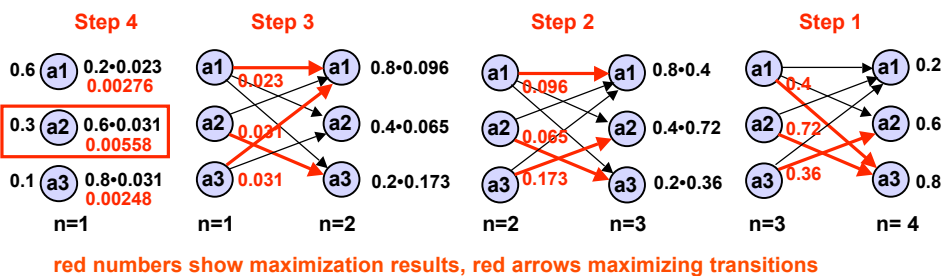 Step 4
Step 3
Step 2
Step 1
0.6 a1 0.2•0.023
0.00276
0.3 a2 0.6•0.031
0.00558
0.1 a3 0.8•0.031
0.00248
n=1
a1 0.023 a1 0.8•0.096
a2 0.031 a2 0.4•0.065
a3 0.031 a3 0.2•0.173
n=1 n=2
a1 0.096 a1 0.8•0.4
a2 0.065 a2 0.4•0.72
a3 0.173 a3 0.2•0.36
n=2 n=3
a1 0.4 a1 0.2
a2 0.72 a2 0.6
a3 0.36 a3 0.8
n=3 n= 4
red numbers show maximization results, red arrows maximizing transitions